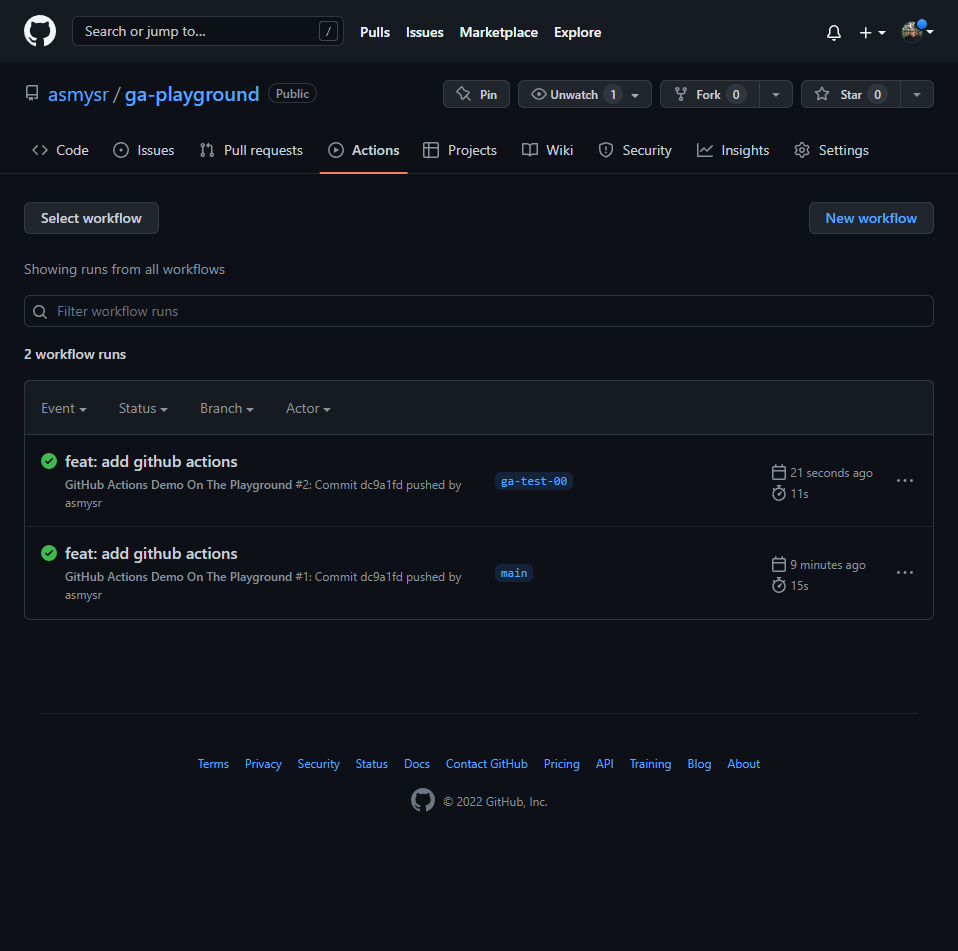 Search or jump to... /
Pulls Issues Marketplace Explore
asmysr / ga-playground Public
Pin Unwatch 1 Fork 0 Star 0
Code Issues Pull requests Actions Projects Wiki Security Insights Settings
Select workflow New workflow
Showing runs from all workflows
Filter workflow runs
2 workflow runs
Event Status Branch Actor
feat: add github actions
GitHub Actions Demo On The Playground #2: Commit dc9a1fd pushed by
asmysr
ga-test-00
21 seconds ago
11s
feat: add github actions
GitHub Actions Demo On The Playground #1: Commit dc9a1fd pushed by
asmysr
main
9 minutes ago
15s
Terms Privacy Security Status Docs Contact GitHub Pricing API Training Blog About
© 2022 GitHub, Inc.